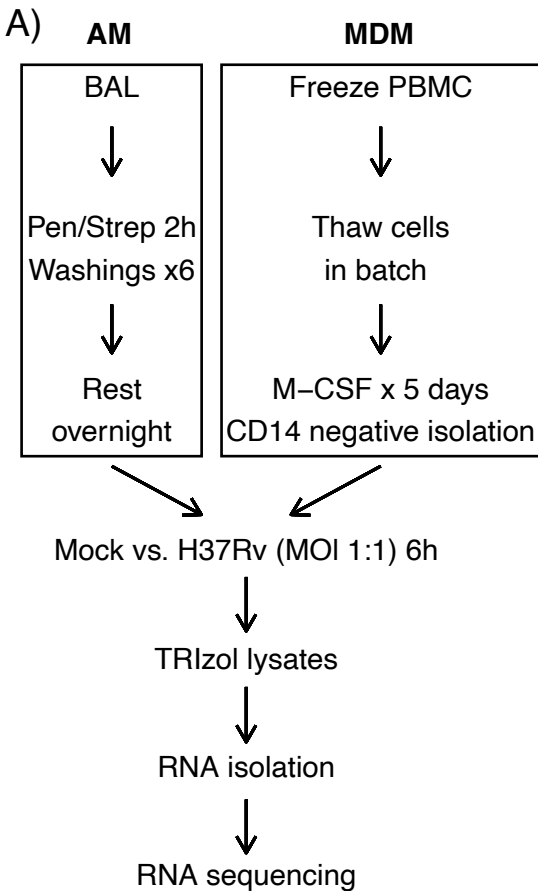 A)
AM
BAL
Pen/Strep 2h
Washings x6
Rest
overnight
MDM
Freeze PBMC
Thaw cells
in batch
M−CSF x 5 days
CD14 negative isolation
Mock vs. H37Rv (MOI 1:1) 6h
TRIzol lysates
RNA isolation
RNA sequencing